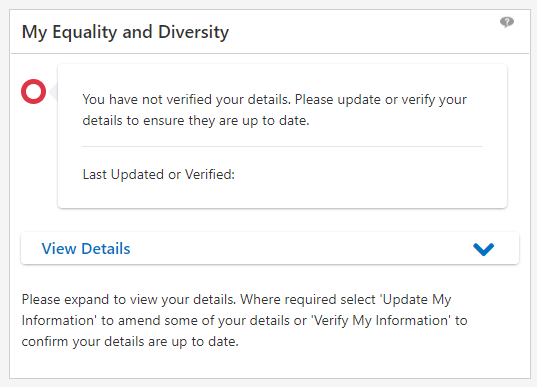 My Equality and Diversity
You have not verified your details. Please update or verify your
details to ensure they are up to date.
Last Updated or Verified:
View Details
Please expand to view your details. Where required select 'Update My
Information' to amend some of your details or 'Verify My Information' to
confirm your details are up to date.